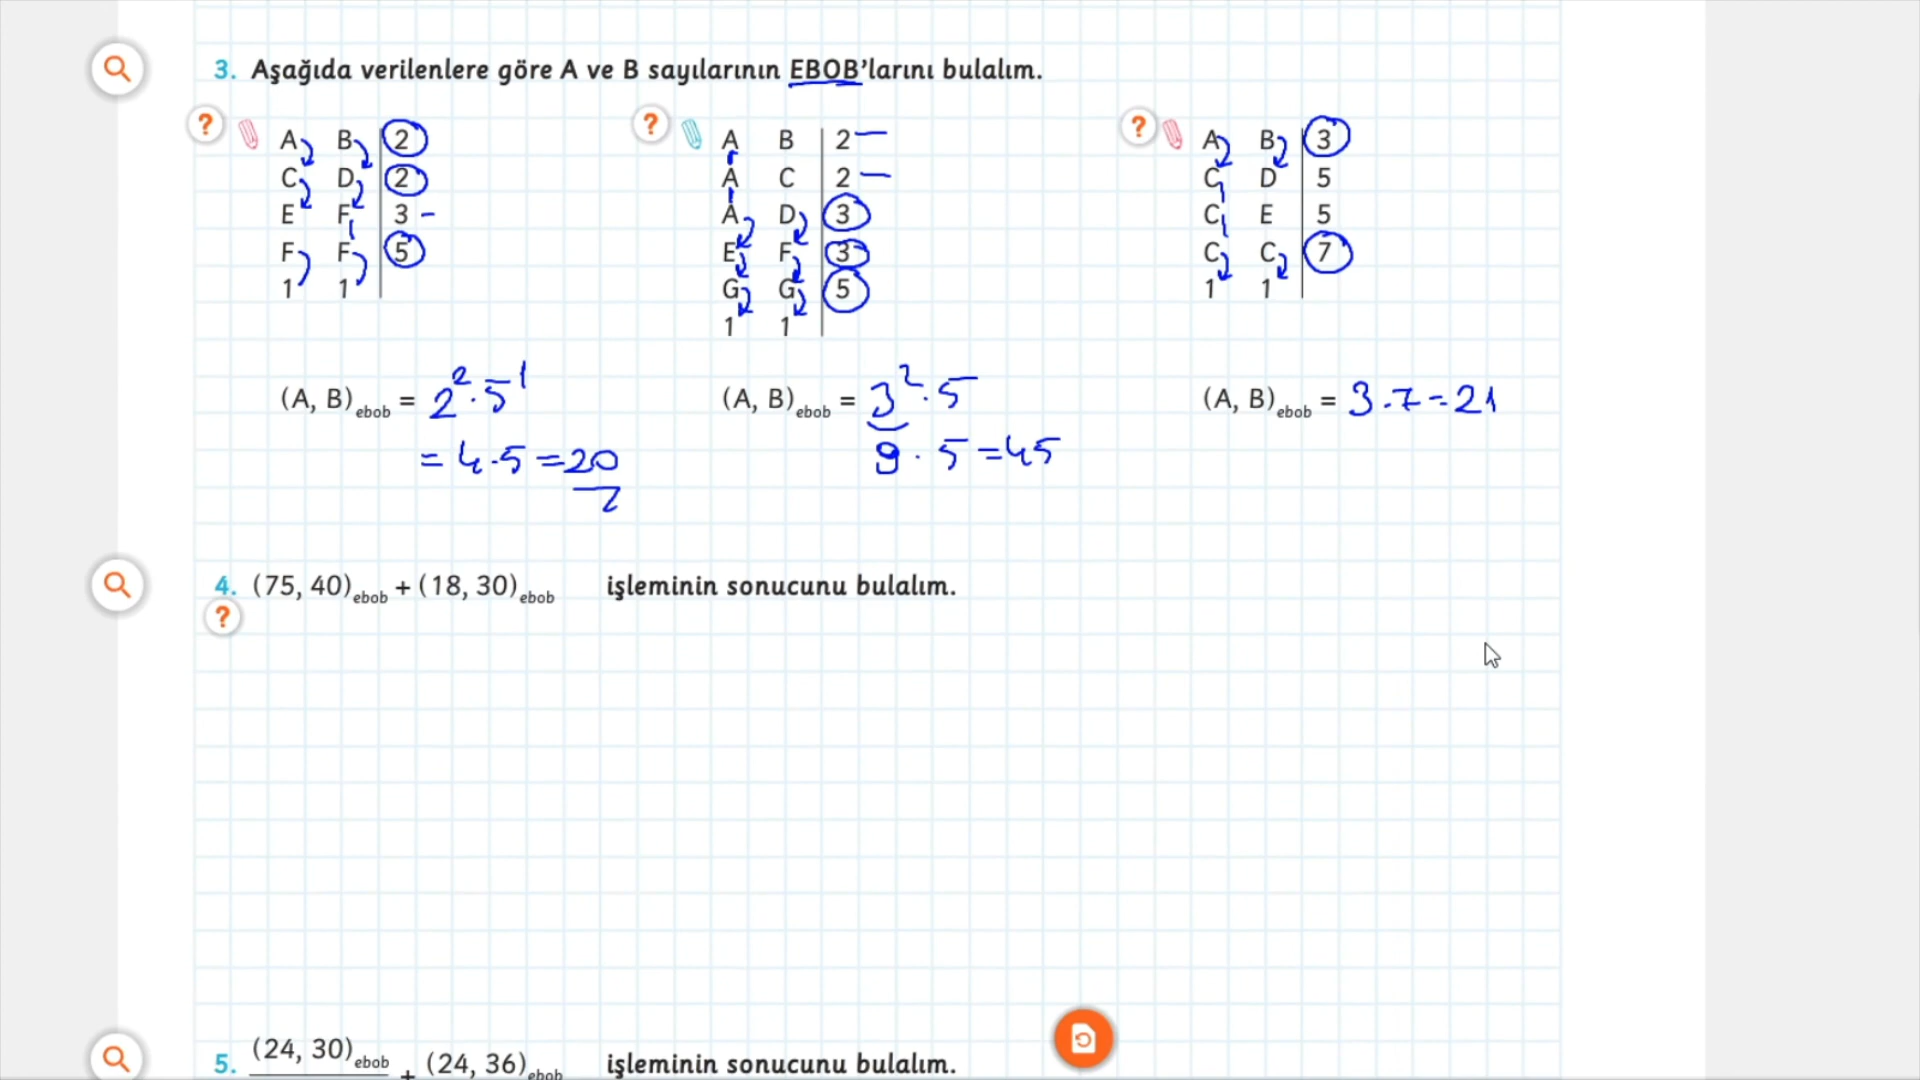 3. Aşağıda verilenlere göre A ve B sayılarının EBOB'larını bulalım.
A B 2
C D 2
E F 3
F F 5
1 1
A B 2
A C 2
A D 3
E F 3
G G 5
1 1
A B 3
C D 5
C E 5
C C 7
1 1
(A, B)ebob = 2² · 5¹
= 4 · 5 = 20
(A, B)ebob = 3² · 5
9 · 5 = 45
(A, B)ebob = 3 · 7 = 21
4. (75, 40)ebob + (18, 30)ebob işleminin sonucunu bulalım.
5. (24, 30)ebob + (24, 36)ebob işleminin sonucunu bulalım.